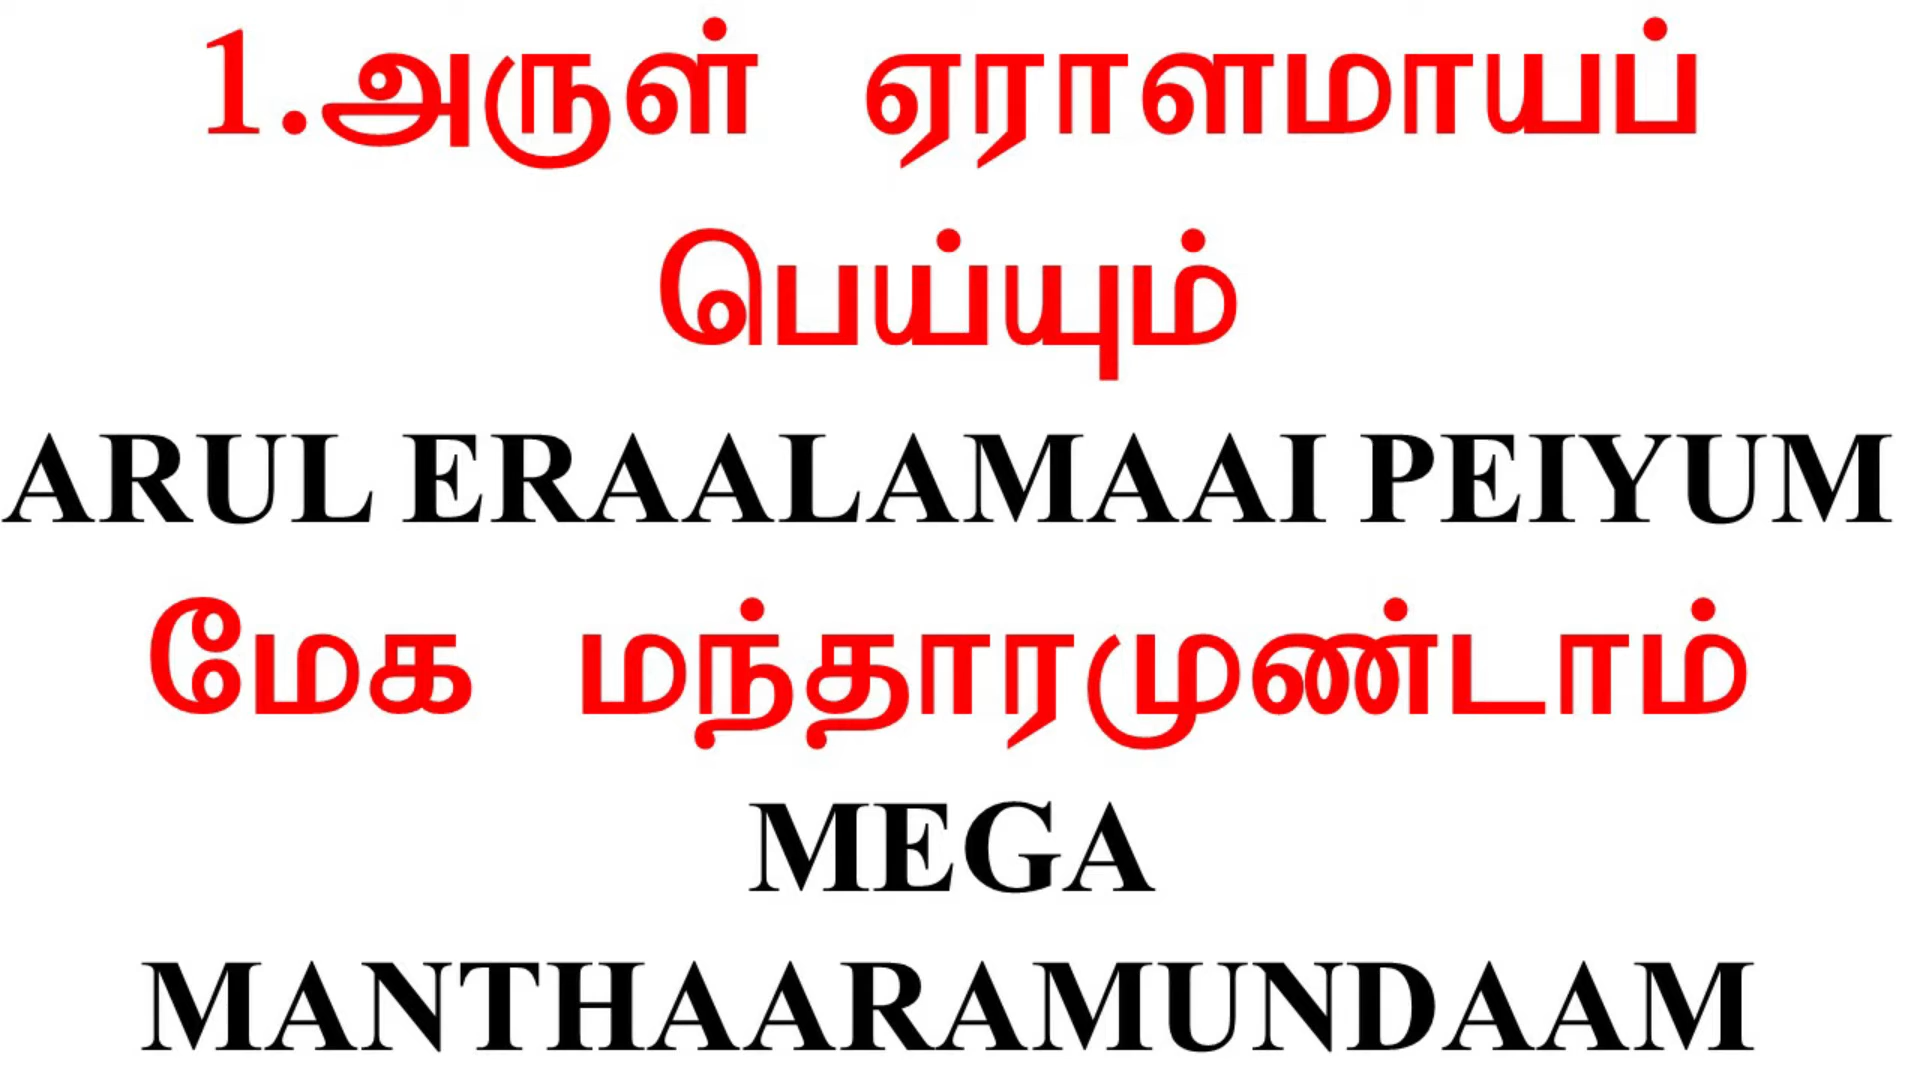 1.அருள் ஏராளமாயப்
பெய்யும்
ARUL ERAALAMAAI PEIYUM
மேக மந்தாரமுண்டாம்
MEGA
MANTHAARAMUNDAAM